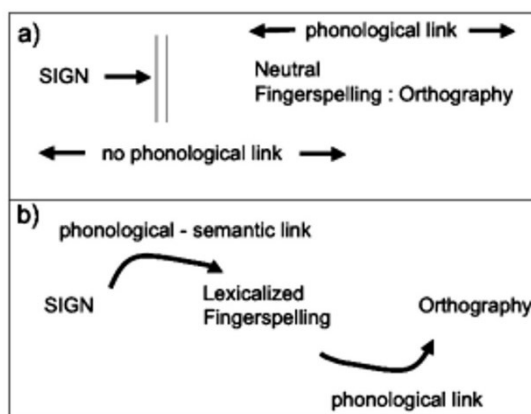 a)
phonological link
SIGN
Neutral
Fingerspelling : Orthography
no phonological link
b)
phonological - semantic link
SIGN
Lexicalized
Fingerspelling
Orthography
phonological link